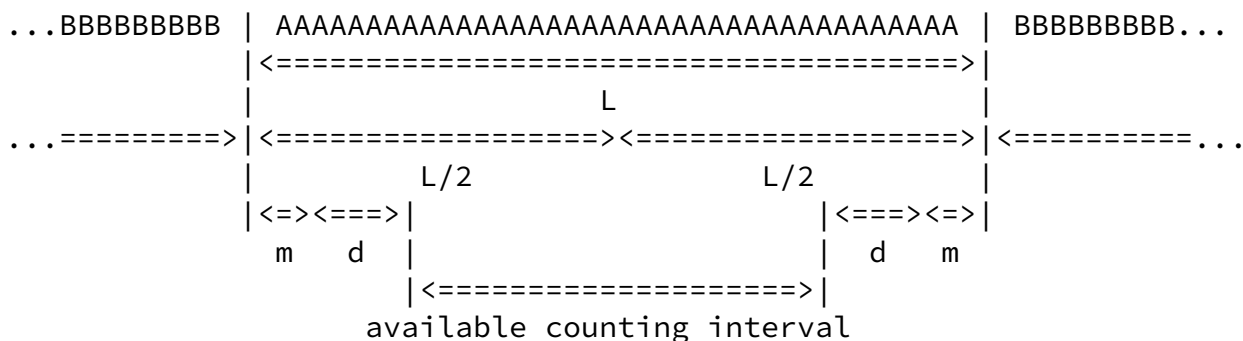 ...BBBBBBBBB | AAAAAAAAAAAAAAAAAAAAAAAAAAAAAAAAAAAAAA | BBBBBBBBB...
|<======================================>|
| L |
...=========>|<===================><===================>|<==========...
| L/2 L/2 |
|<=><===>| |<===><=>|
m d | | d m
|<====================>|
available counting interval